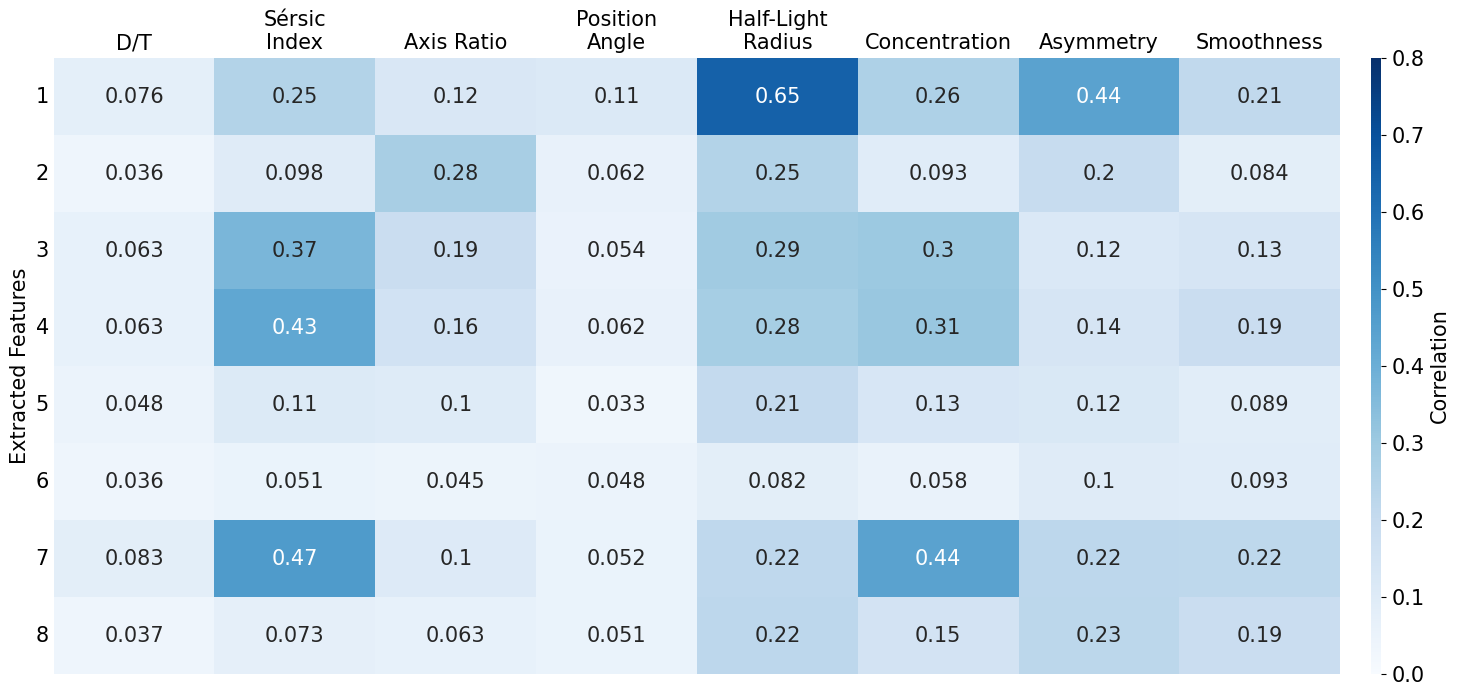 D/T
Sérsic
Index
Axis Ratio
Position
Angle
Half-Light
Radius
Concentration
Asymmetry
Smoothness
1 0.076 0.25 0.12 0.11 0.65 0.26 0.44 0.21
2 0.036 0.098 0.28 0.062 0.25 0.093 0.2 0.084
3 0.063 0.37 0.19 0.054 0.29 0.3 0.12 0.13
4 0.063 0.43 0.16 0.062 0.28 0.31 0.14 0.19
5 0.048 0.11 0.1 0.033 0.21 0.13 0.12 0.089
6 0.036 0.051 0.045 0.048 0.082 0.058 0.1 0.093
7 0.083 0.47 0.1 0.052 0.22 0.44 0.22 0.22
8 0.037 0.073 0.063 0.051 0.22 0.15 0.23 0.19
Extracted Features
0.8
0.7
0.6
0.5
0.4
0.3
0.2
0.1
0.0
Correlation